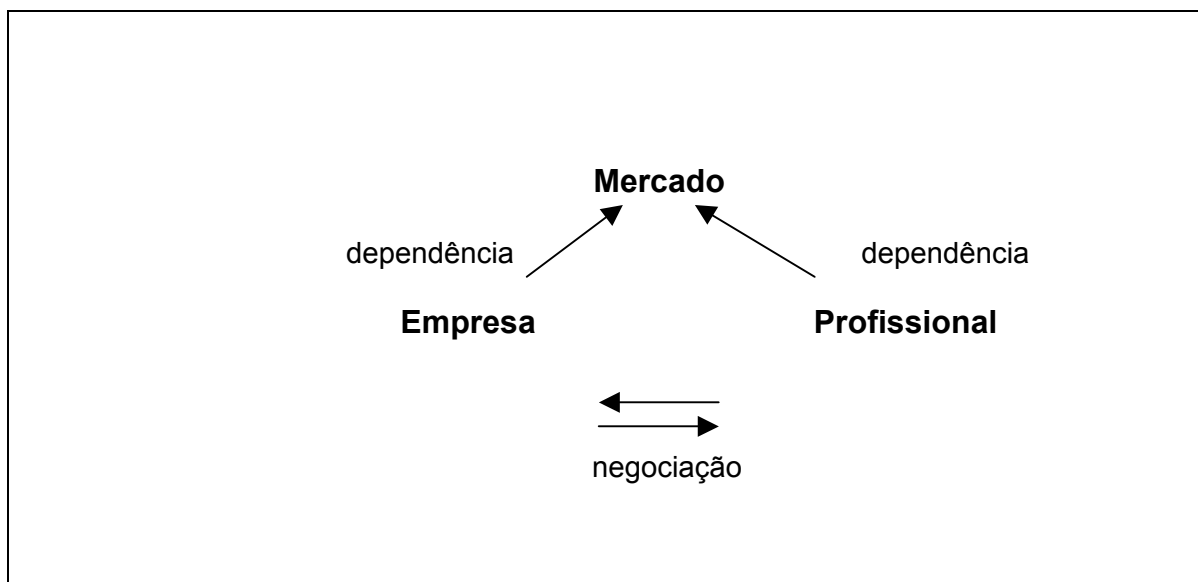 Mercado
dependência dependência
Empresa Profissional
negociação